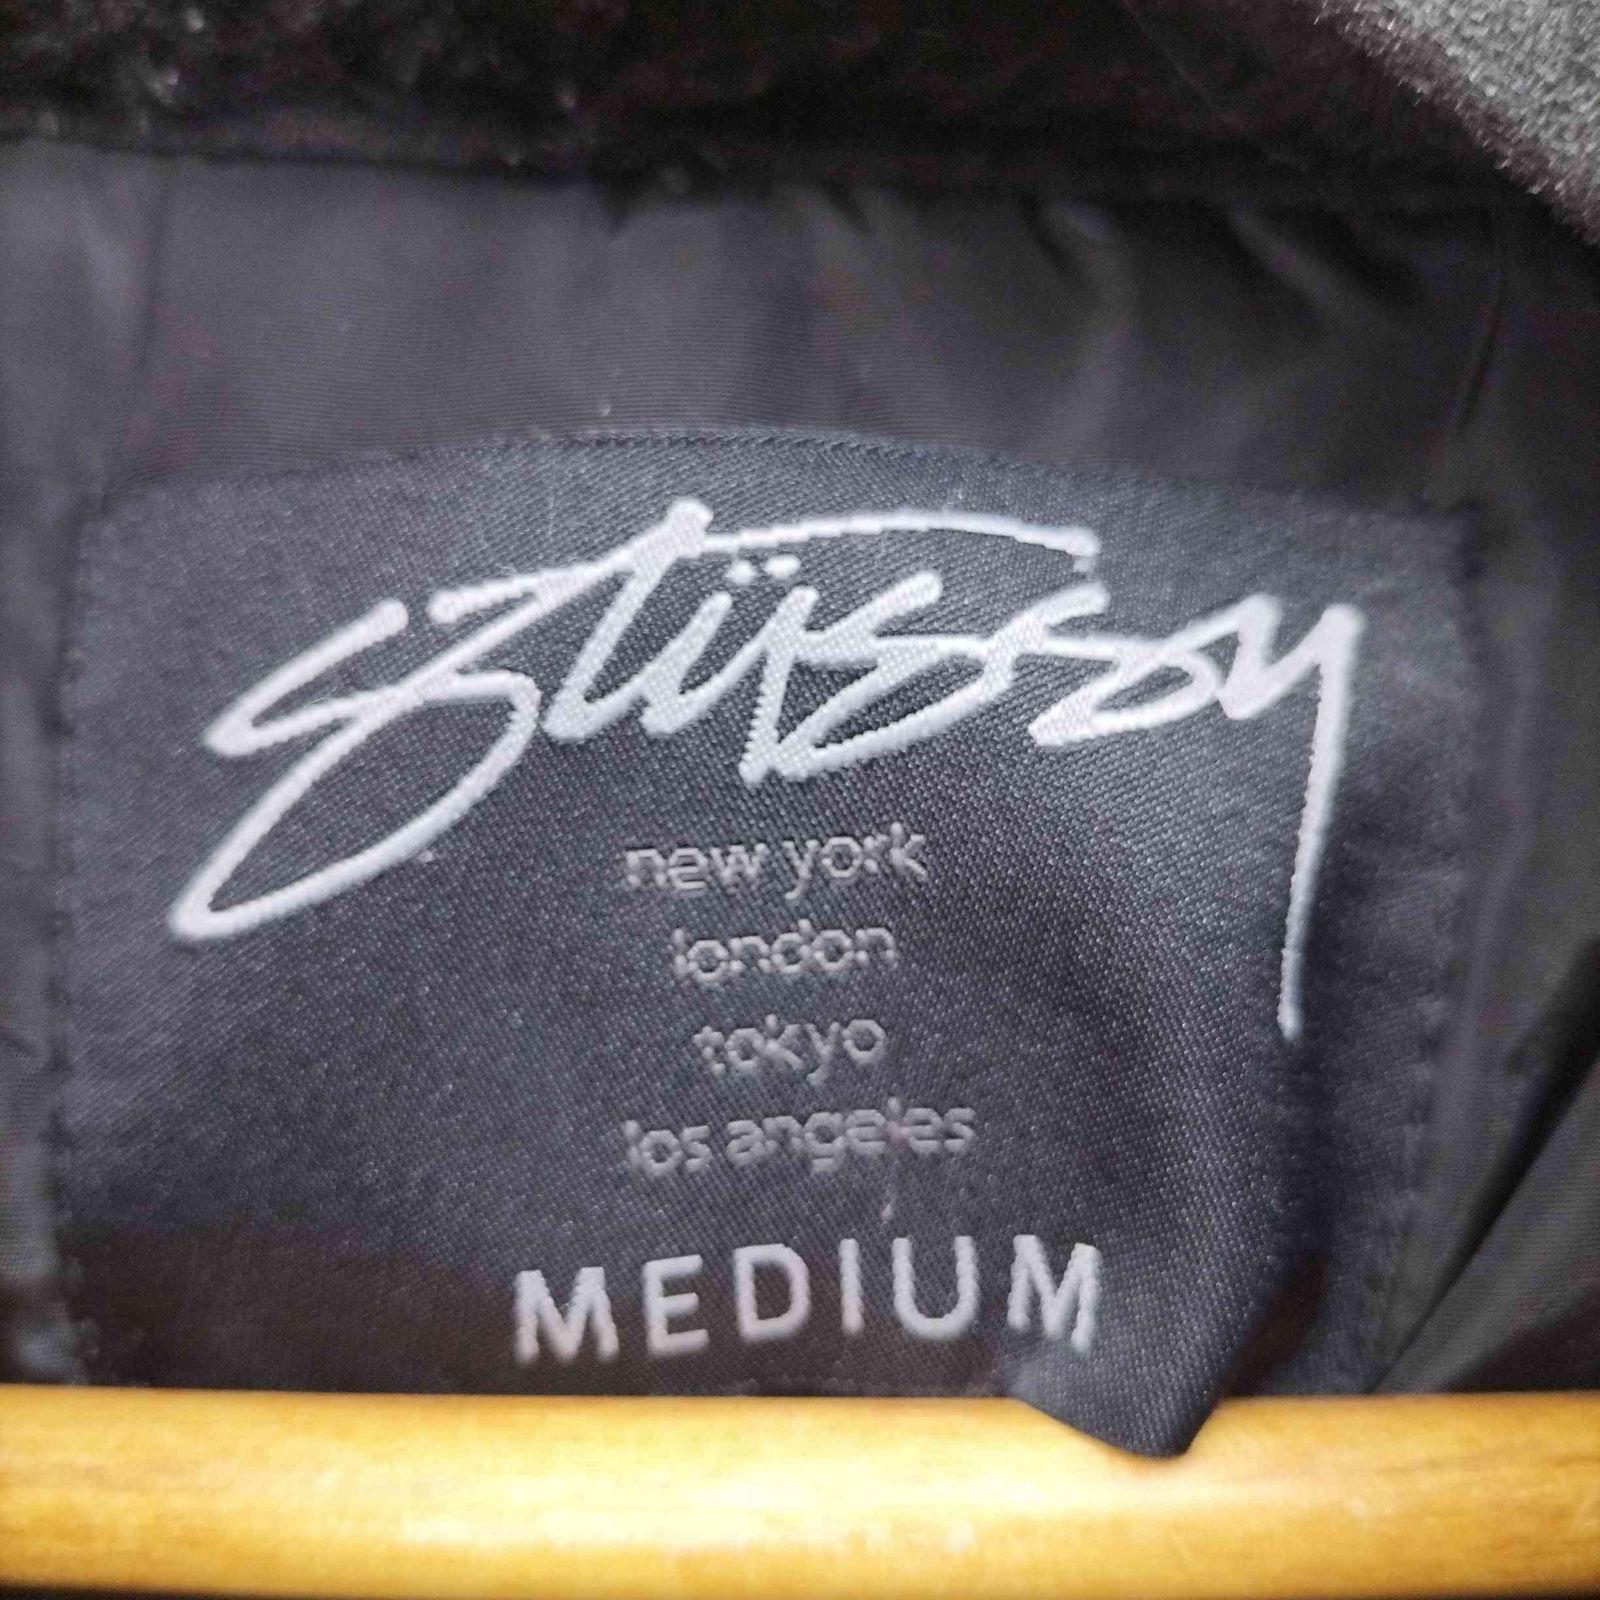 Stüssy
new york
london
tokyo
los angeles
MEDIUM